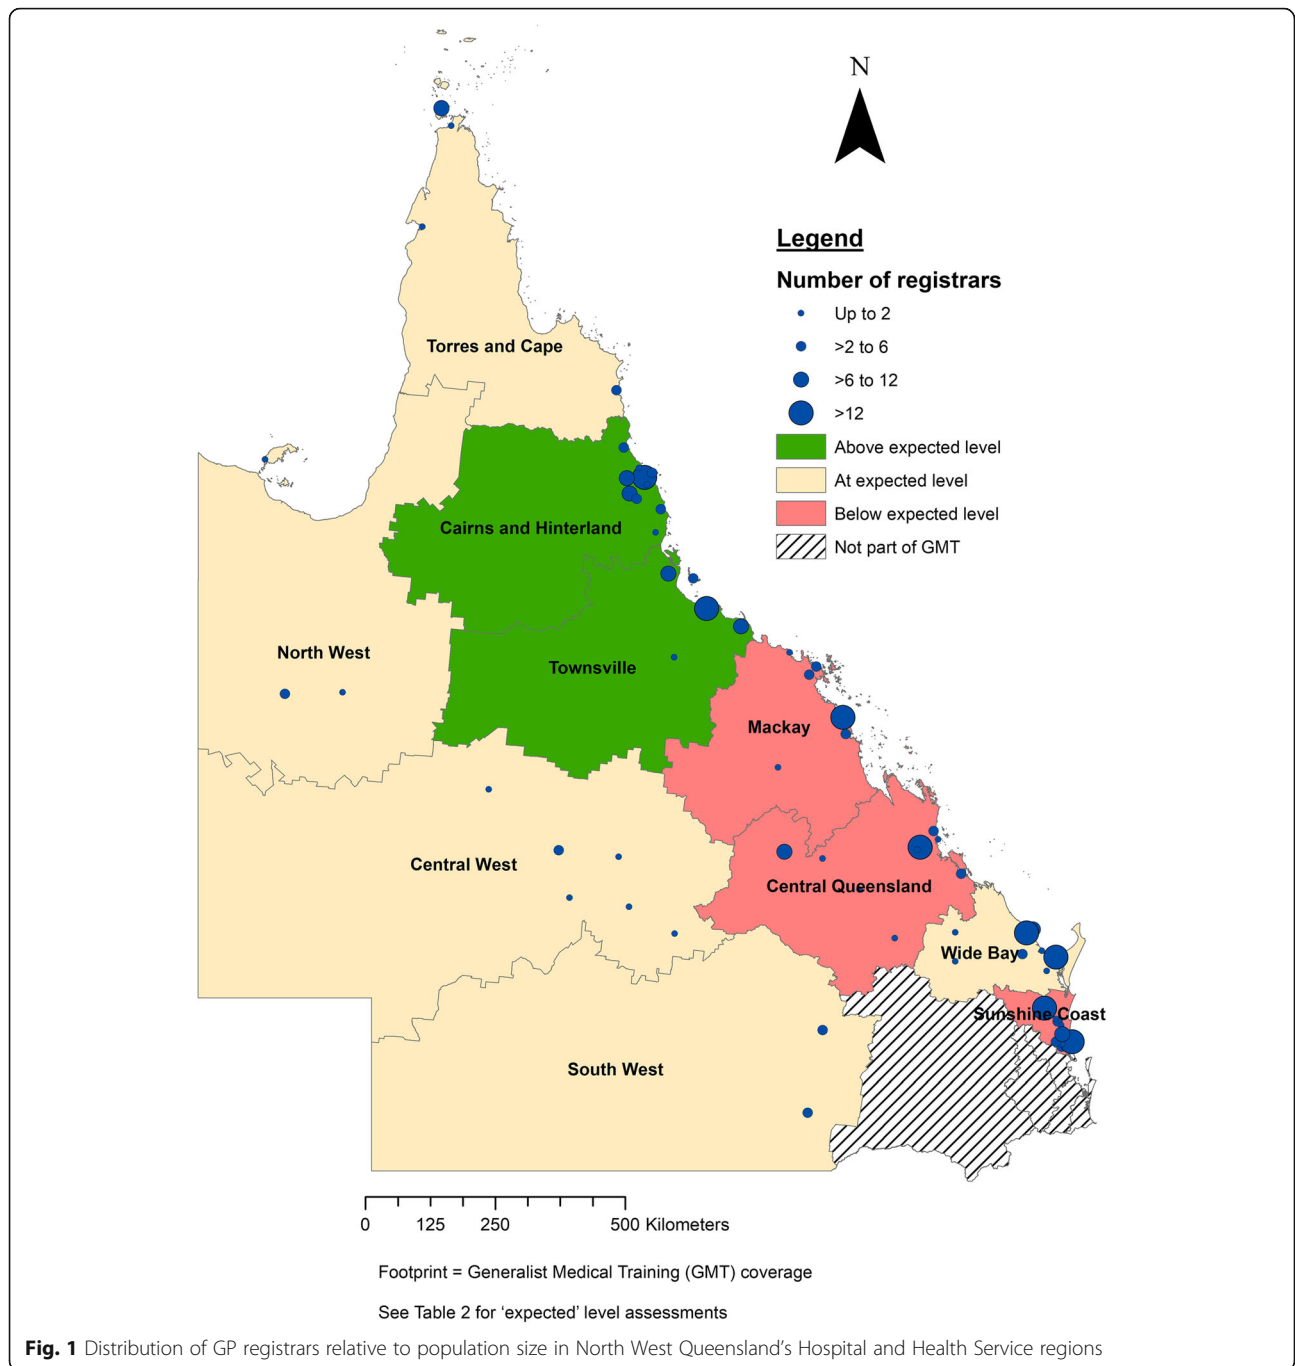 N
Legend
Number of registrars
Up to 2
>2 to 6
>6 to 12
>12
Above expected level
At expected level
Below expected level
Not part of GMT
Torres and Cape
Cairns and Hinterland
North West
Townsville
Mackay
Central West
Central Queensland
Wide Bay
Sunshine Coast
South West
0 125 250 500 Kilometers
Footprint = Generalist Medical Training (GMT) coverage
See Table 2 for ‘expected’ level assessments
Fig. 1 Distribution of GP registrars relative to population size in North West Queensland’s Hospital and Health Service regions